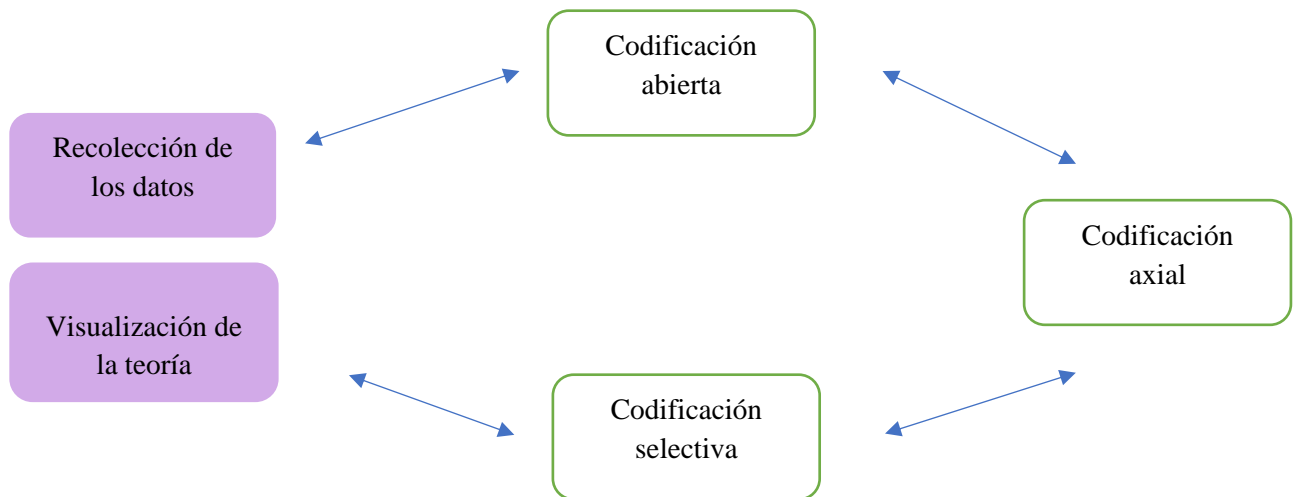 Codificación
abierta
Recolección de
los datos
Codificación
axial
Visualización de
la teoría
Codificación
selectiva